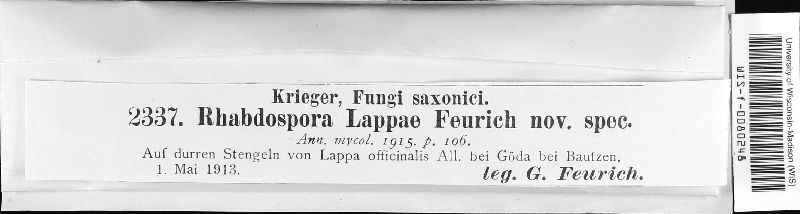 Krieger, Fungi saxonici.
2337. Rhabdospora Lappae Feurich nov. spec.
Ann. mycol. 1915. p. 106.
Auf durren Stengeln von Lappa officinalis All. bei Göda bei Bautzen.
1. Mai 1913.
leg. G. Feurich.
University of Wisconsin-Madison (WIS)
WIS-f-0080248